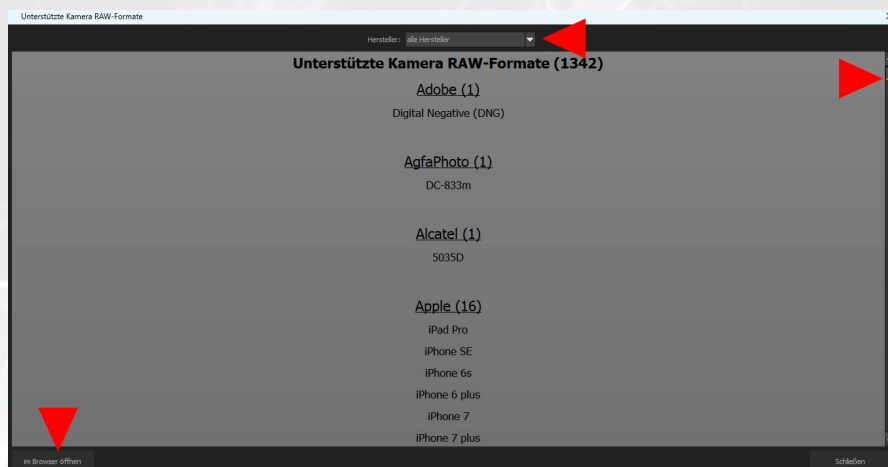 Unterstützte Kamera RAW-Formate
Hersteller: alle Hersteller
Unterstützte Kamera RAW-Formate (1342)
Adobe (1)
Digital Negative (DNG)
AgfaPhoto (1)
DC-833m
Alcatel (1)
5035D
Apple (16)
iPad Pro
iPhone SE
iPhone 6s
iPhone 6 plus
iPhone 7
iPhone 7 plus
im Browser öffnen
Schließen